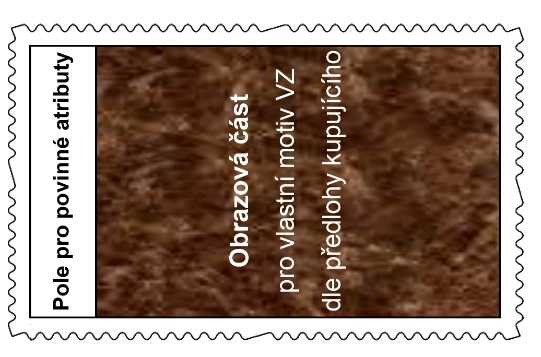 Pole pro povinné atributy
Obrazová část
pro vlastní motiv VZ
dle předlohy kupujícího